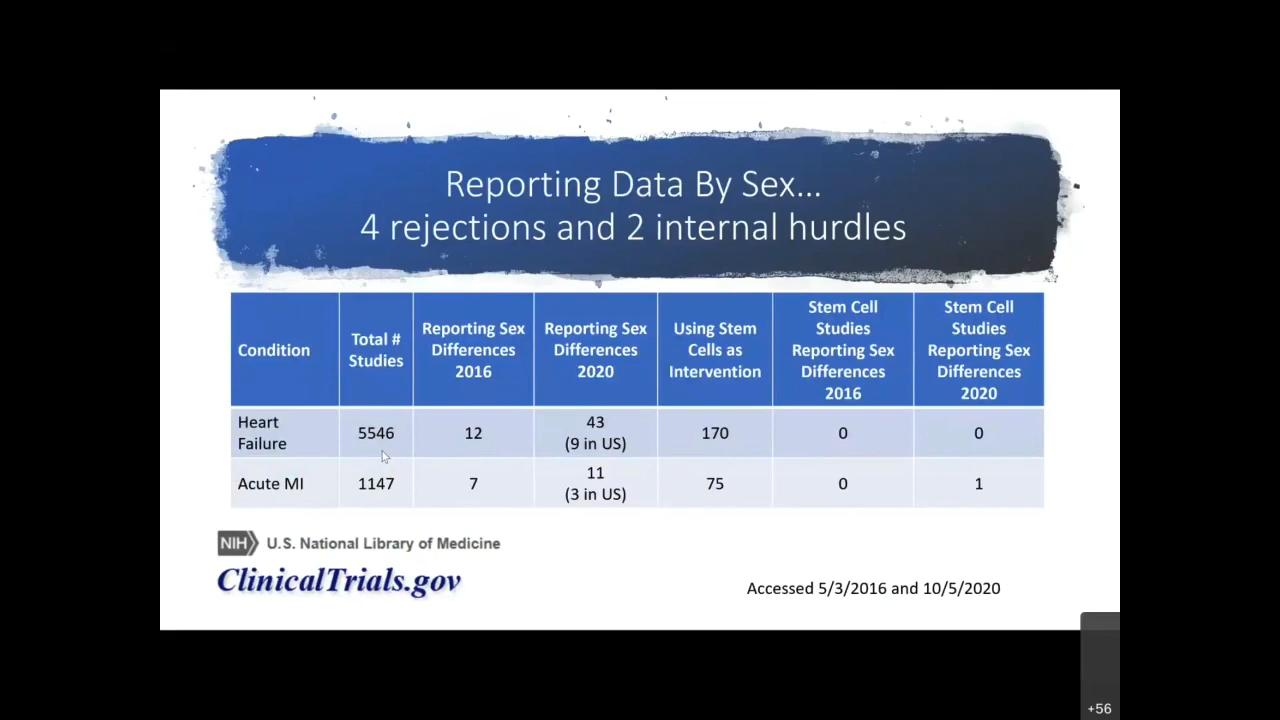 Reporting Data By Sex...
4 rejections and 2 internal hurdles
Condition
Total #
Studies
Reporting Sex
Differences
2016
Reporting Sex
Differences
2020
Using Stem
Cells as
Intervention
Stem Cell
Studies
Reporting Sex
Differences
2016
Stem Cell
Studies
Reporting Sex
Differences
2020
Heart
Failure
5546
12
43
(9 in US)
170
0
0
Acute MI
1147
7
11
(3 in US)
75
0
1
NIH U.S. National Library of Medicine
ClinicalTrials.gov
Accessed 5/3/2016 and 10/5/2020
+56